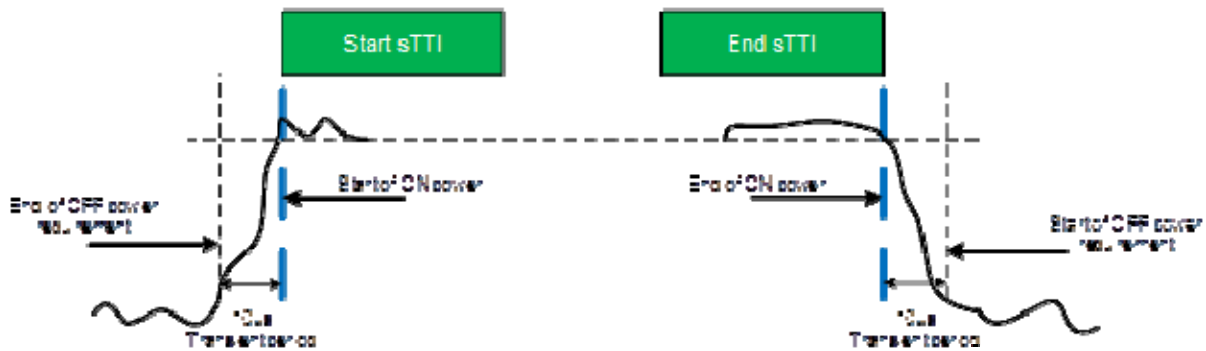 Start sTTI
End sTTI
Start of ON power
End of ON power
End of OFF power
requirement
Start of OFF power
requirement
Transient period
Transient period